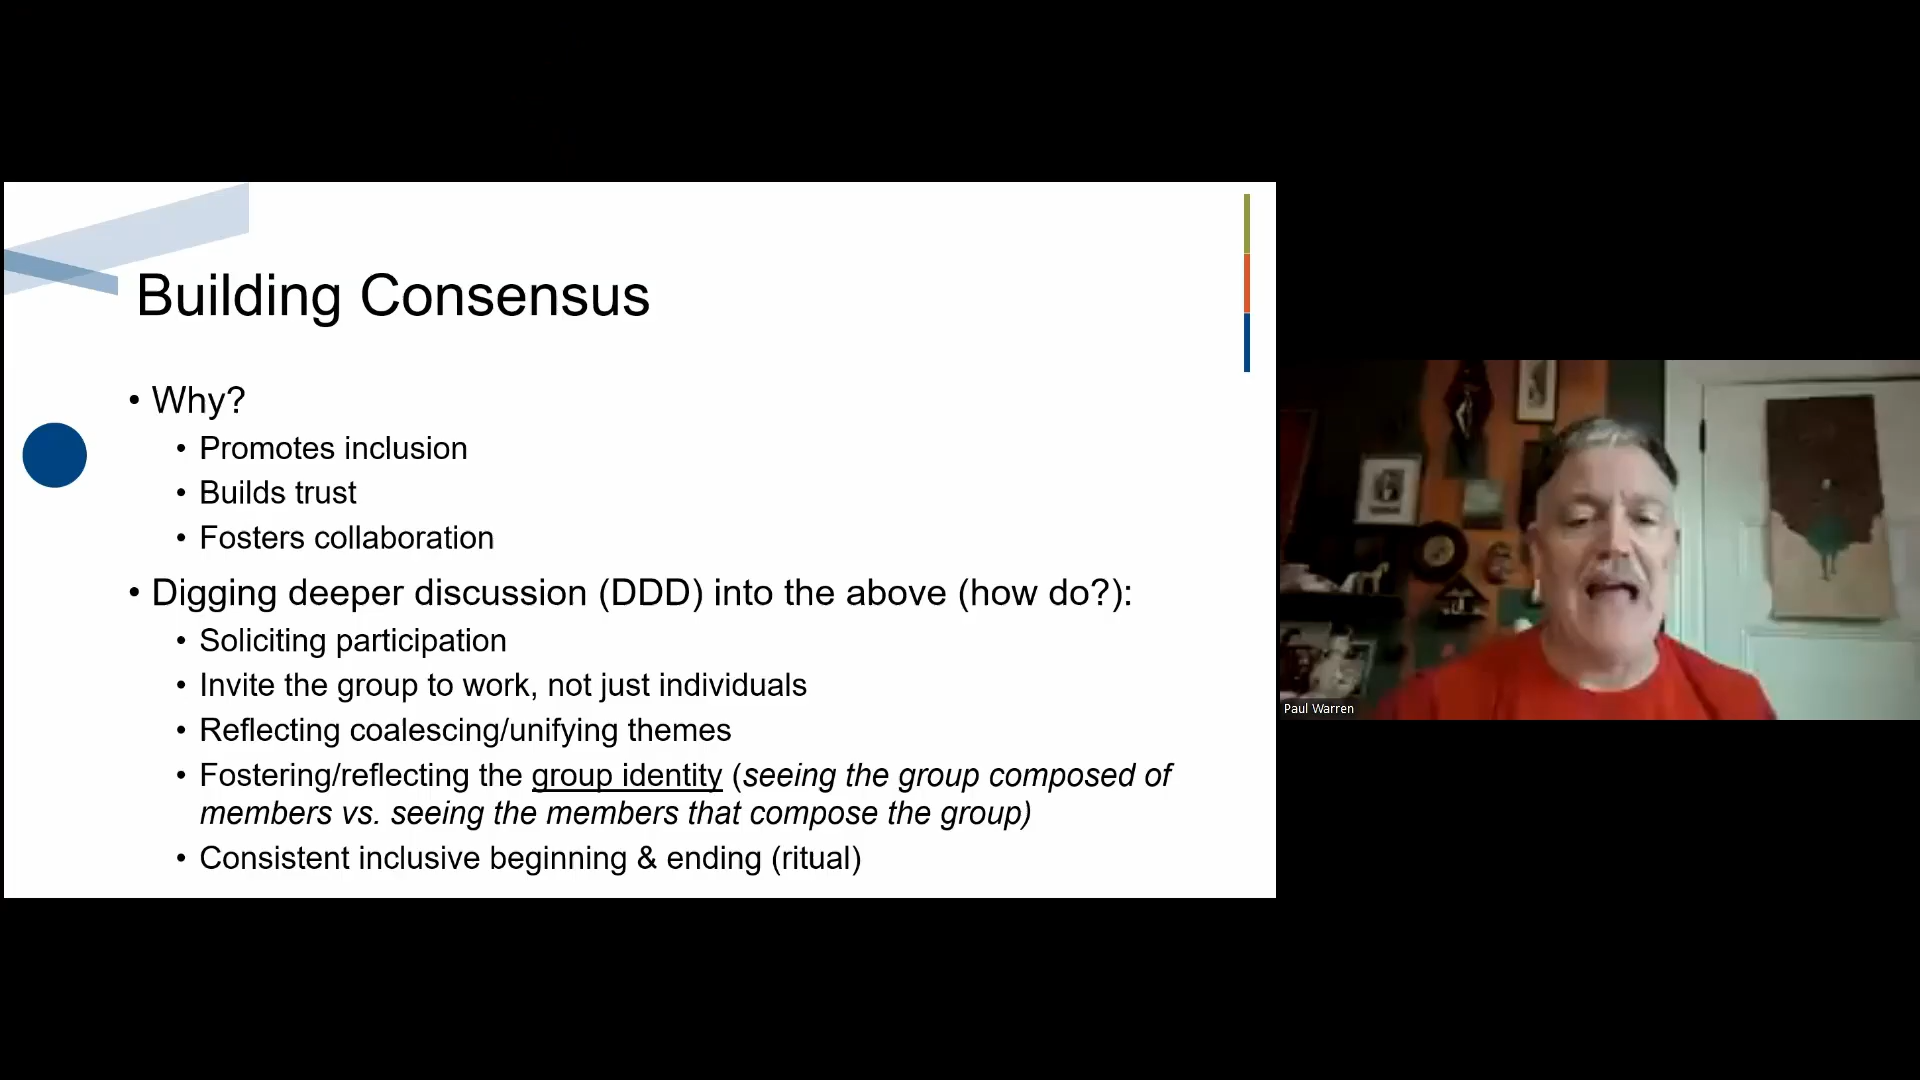 Building Consensus
• Why?
• Promotes inclusion
• Builds trust
• Fosters collaboration
• Digging deeper discussion (DDD) into the above (how do?):
• Soliciting participation
• Invite the group to work, not just individuals
• Reflecting coalescing/unifying themes
• Fostering/reflecting the group identity (seeing the group composed of
members vs. seeing the members that compose the group)
• Consistent inclusive beginning & ending (ritual)
Paul Warren